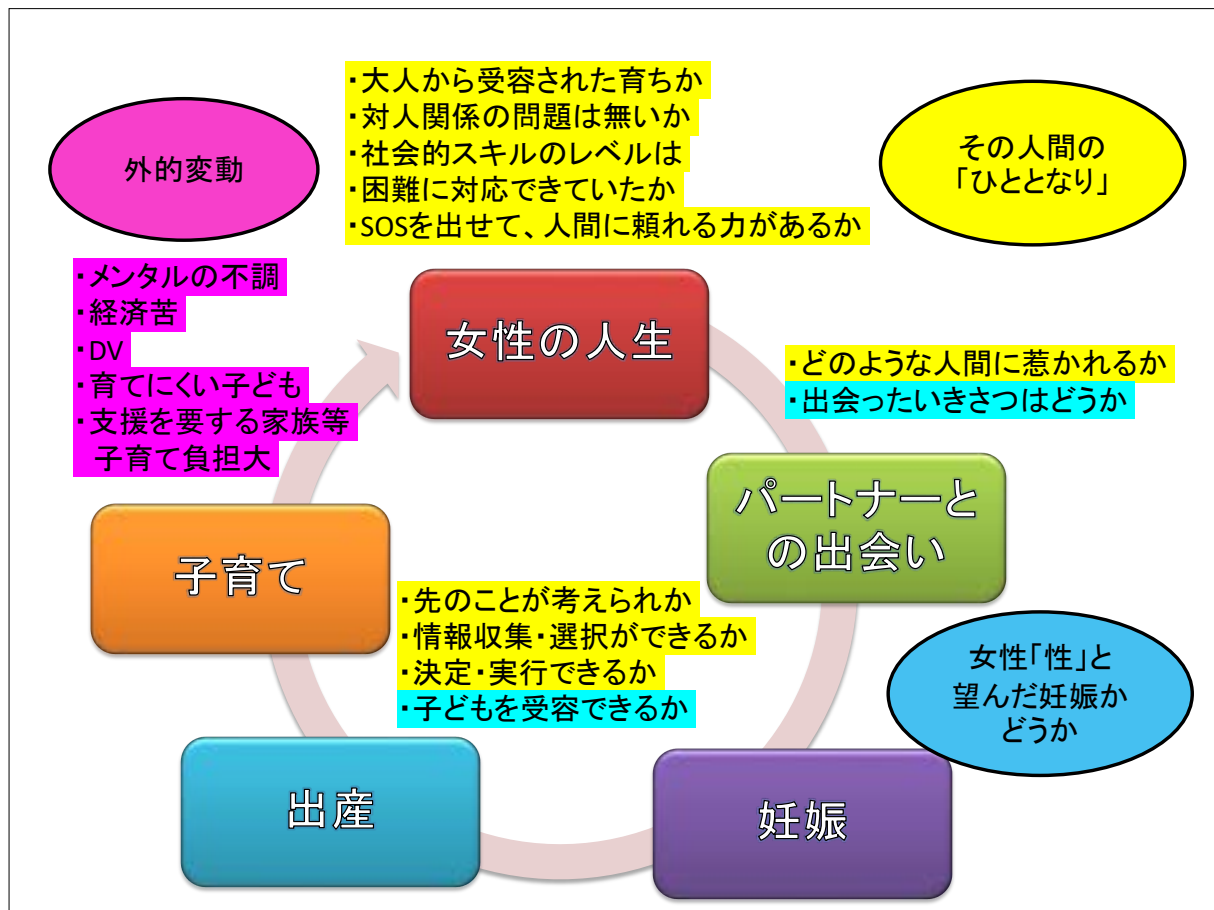 ・大人から受容された育ちか
・対人関係の問題は無いか
・社会的スキルのレベルは
・困難に対応できていたか
・SOSを出せて、人間に頼れる力があるか
外的変動
その人間の
「ひととなり」
・メンタルの不調
・経済苦
・DV
・育てにくい子ども
・支援を要する家族等
子育て負担大
女性の人生
・どのような人間に惹かれるか
・出会ったいきさつはどうか
パートナーと
の出会い
子育て
・先のことが考えられか
・情報収集・選択ができるか
・決定・実行できるか
・子どもを受容できるか
女性「性」と
望んだ妊娠か
どうか
出産
妊娠